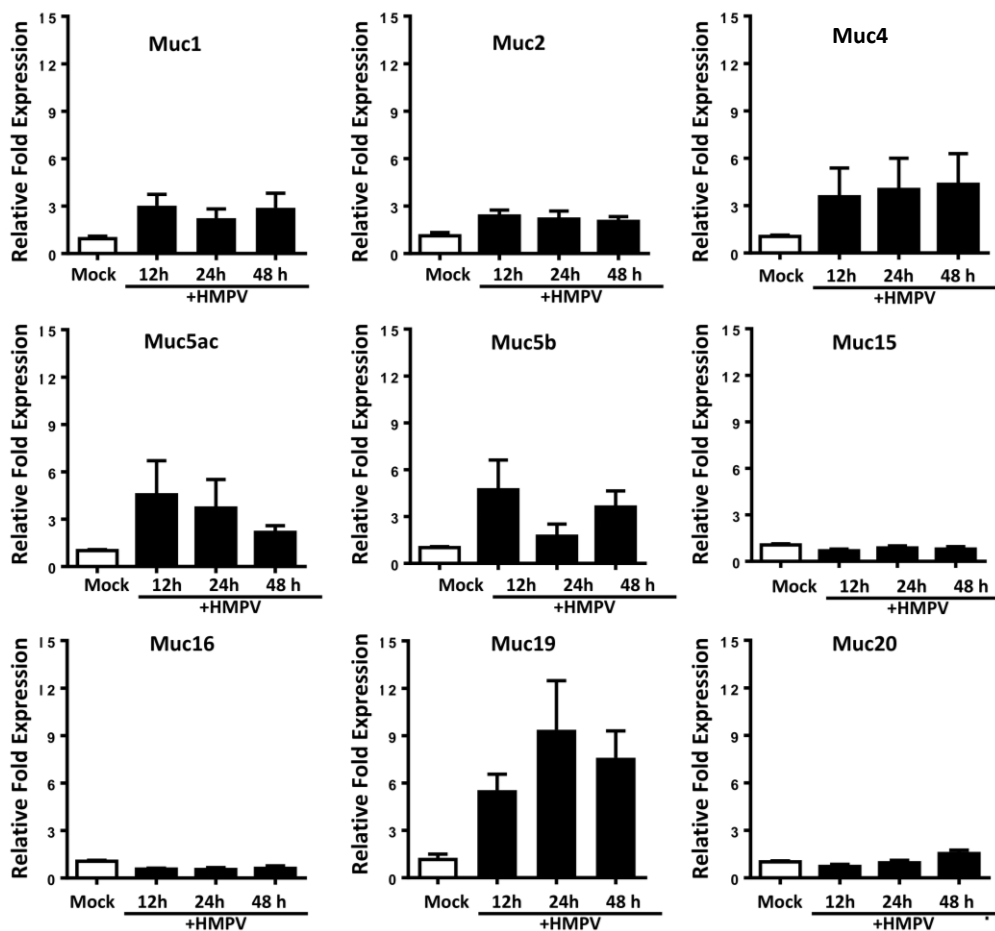 Muc1
Relative Fold Expression
15
12
9
6
3
0
Mock 12h 24h 48 h
+HMPV
Muc2
Relative Fold Expression
15
12
9
6
3
0
Mock 12h 24h 48 h
+HMPV
Muc4
Relative Fold Expression
15
12
9
6
3
0
Mock 12h 24h 48 h
+HMPV
Muc5ac
Relative Fold Expression
15
12
9
6
3
0
Mock 12h 24h 48 h
+HMPV
Muc5b
Relative Fold Expression
15
12
9
6
3
0
Mock 12h 24h 48 h
+HMPV
Muc15
Relative Fold Expression
15
12
9
6
3
0
Mock 12h 24h 48 h
+HMPV
Muc16
Relative Fold Expression
15
12
9
6
3
0
Mock 12h 24h 48 h
+HMPV
Muc19
Relative Fold Expression
15
12
9
6
3
0
Mock 12h 24h 48 h
+HMPV
Muc20
Relative Fold Expression
15
12
9
6
3
0
Mock 12h 24h 48 h
+HMPV